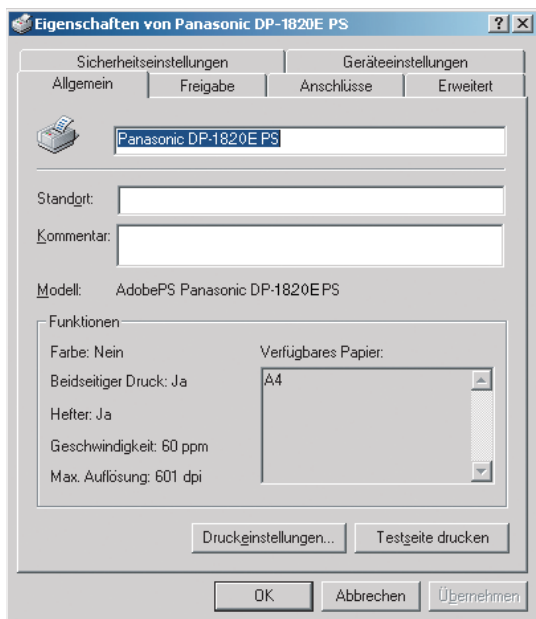 Eigenschaften von Panasonic DP-1820E PS
Sicherheitseinstellungen Geräteeinstellungen
Allgemein Freigabe Anschlüsse Erweitert
Panasonic DP-1820E PS
Standort:
Kommentar:
Modell: AdobePS Panasonic DP-1820E PS
Funktionen
Farbe: Nein Verfügbares Papier:
Beidseitiger Druck: Ja A4
Hefter: Ja
Geschwindigkeit: 60 ppm
Max. Auflösung: 601 dpi
Druckeinstellungen... Testseite drucken
OK Abbrechen Übernehmen